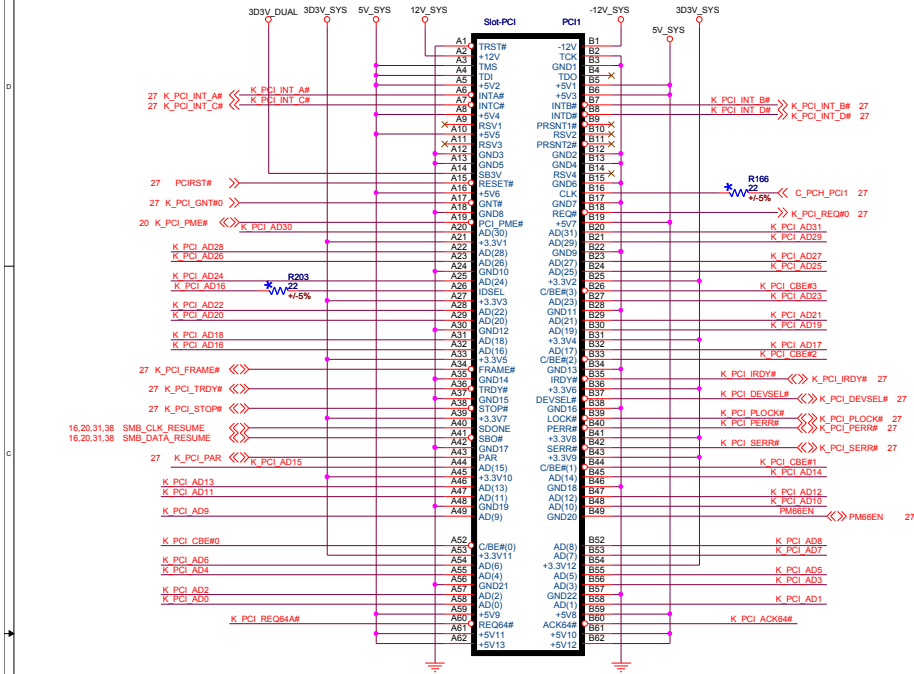 3D3V_DUAL 3D3V_SYS 5V_SYS 12V_SYS -12V_SYS 3D3V_SYS
5V_SYS
Slot-PCI PCI1
A1 TRST# -12V B1
A2 +12V TCK B2
A3 TMS GND1 B3
A4 TDI TDO B4
A5 +5V2 +5V1 B5
27 K_PCI_INT_A# K_PCI_INT_A# A6 INTA# +5V3 B6
27 K_PCI_INT_C# K_PCI_INT_C# A7 INTC# INTB# B7 K_PCI_INT_B# K_PCI_INT_B# 27
A8 +5V4 INTD# B8 K_PCI_INT_D# K_PCI_INT_D# 27
A9 RSV1 PRSNT1# B9
A10 +5V5 RSV2 B10
A11 RSV3 PRSNT2# B11
A12 GND3 GND2 B12
A13 GND5 GND4 B13
A14 SB3V RSV4 B14
27 PCIRST# A15 RESET# GND6 B15
A16 +5V6 CLK B16 R166 22 +/-5% C_PCH_PCI1 27
27 K_PCI_GNT#0 A17 GNT# GND7 B17
A18 GND8 REQ# B18 K_PCI_REQ#0 27
20 K_PCI_PME# A19 PCI_PME# +5V7 B19
K_PCI_AD30 A20 AD(30) AD(31) B20 K_PCI_AD31
A21 +3.3V1 AD(29) B21 K_PCI_AD29
K_PCI_AD28 A22 AD(28) GND9 B22
K_PCI_AD26 A23 AD(26) AD(27) B23 K_PCI_AD27
A24 GND10 AD(25) B24 K_PCI_AD25
K_PCI_AD24 A25 AD(24) +3.3V2 B25
K_PCI_AD16 R203 22 +/-5% A26 IDSEL C/BE#(3) B26 K_PCI_CBE#3
A27 +3.3V3 AD(23) B27 K_PCI_AD23
K_PCI_AD22 A28 AD(22) GND11 B28
K_PCI_AD20 A29 AD(20) AD(21) B29 K_PCI_AD21
A30 GND12 AD(19) B30 K_PCI_AD19
K_PCI_AD18 A31 AD(18) +3.3V4 B31
K_PCI_AD16 A32 AD(16) AD(17) B32 K_PCI_AD17
A33 +3.3V5 C/BE#(2) B33 K_PCI_CBE#2
27 K_PCI_FRAME# A34 FRAME# GND13 B34
A35 GND14 IRDY# B35 K_PCI_IRDY# K_PCI_IRDY# 27
27 K_PCI_TRDY# A36 TRDY# +3.3V6 B36
A37 GND15 DEVSEL# B37 K_PCI_DEVSEL# K_PCI_DEVSEL# 27
27 K_PCI_STOP# A38 STOP# GND16 B38
A39 +3.3V7 LOCK# B39 K_PCI_PLOCK# K_PCI_PLOCK# 27
16,20,31,38 SMB_CLK_RESUME A40 SDONE PERR# B40 K_PCI_PERR# K_PCI_PERR# 27
16,20,31,38 SMB_DATA_RESUME A41 SBO# +3.3V8 B41
A42 GND17 SERR# B42 K_PCI_SERR# K_PCI_SERR# 27
27 K_PCI_PAR A43 PAR +3.3V9 B43
K_PCI_AD15 A44 AD(15) C/BE#(1) B44 K_PCI_CBE#1
A45 +3.3V10 AD(14) B45 K_PCI_AD14
K_PCI_AD13 A46 AD(13) GND18 B46
K_PCI_AD11 A47 AD(11) AD(12) B47 K_PCI_AD12
A48 GND19 AD(10) B48 K_PCI_AD10
K_PCI_AD9 A49 AD(9) GND20 B49 PM66EN PM66EN 27
K_PCI_CBE#0 A52 C/BE#(0) AD(8) B52 K_PCI_AD8
A53 +3.3V11 AD(7) B53 K_PCI_AD7
K_PCI_AD6 A54 AD(6) +3.3V12 B54
K_PCI_AD4 A55 AD(4) AD(5) B55 K_PCI_AD5
A56 GND21 AD(3) B56 K_PCI_AD3
K_PCI_AD2 A57 AD(2) GND22 B57
K_PCI_AD0 A58 AD(0) AD(1) B58 K_PCI_AD1
A59 +5V9 +5V8 B59
K_PCI_REQ64A# A60 REQ64# ACK64# B60 K_PCI_ACK64#
A61 +5V11 +5V10 B61
A62 +5V13 +5V12 B62
D
C